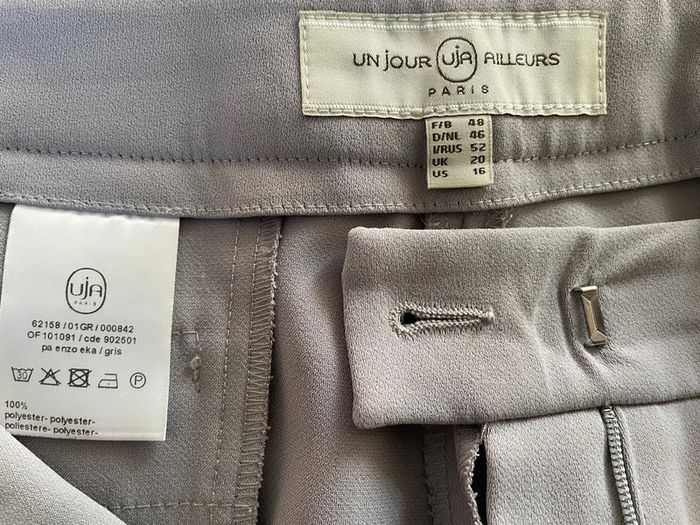 UN jOUR UjA AILLEURS
PARIS
F/B 48
D/NL 46
I/RUS 52
UK 20
US 16
UjA
PARIS
62158 / 01GR / 000842
OF 101091 / cde 902501
pa enzo eka / gris
30
P
100%
polyester- polyester-
poliestere- polyester-